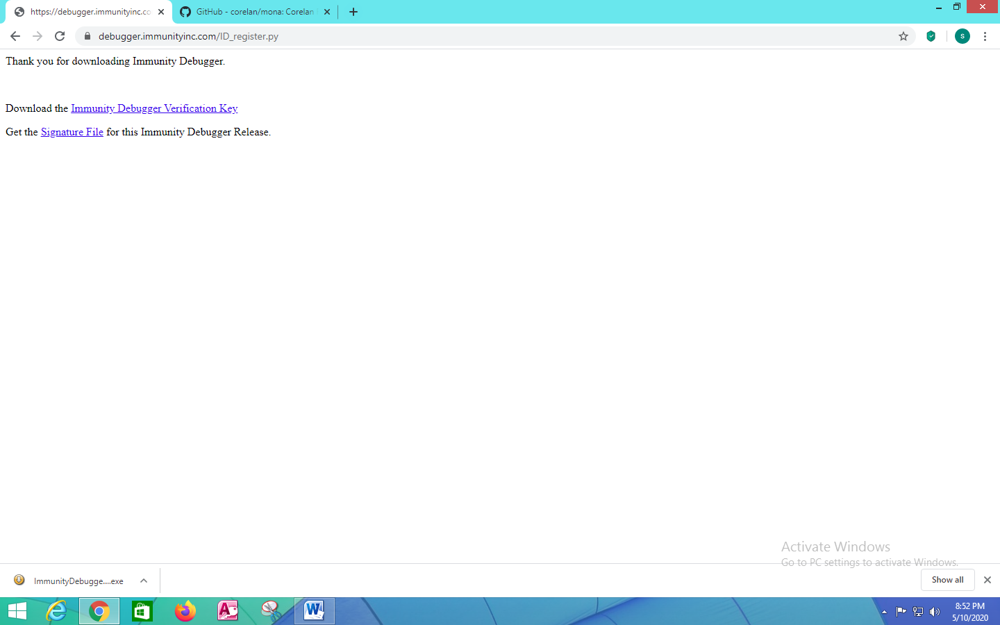 https://debugger.immunityinc.co
GitHub - corelan/mona: Corelan
debugger.immunityinc.com/ID_register.py
S
Thank you for downloading Immunity Debugger.
Download the Immunity Debugger Verification Key
Get the Signature File for this Immunity Debugger Release.
Activate Windows
Go to PC settings to activate Windows.
ImmunityDebugge....exe
Show all
8:52 PM
5/10/2020